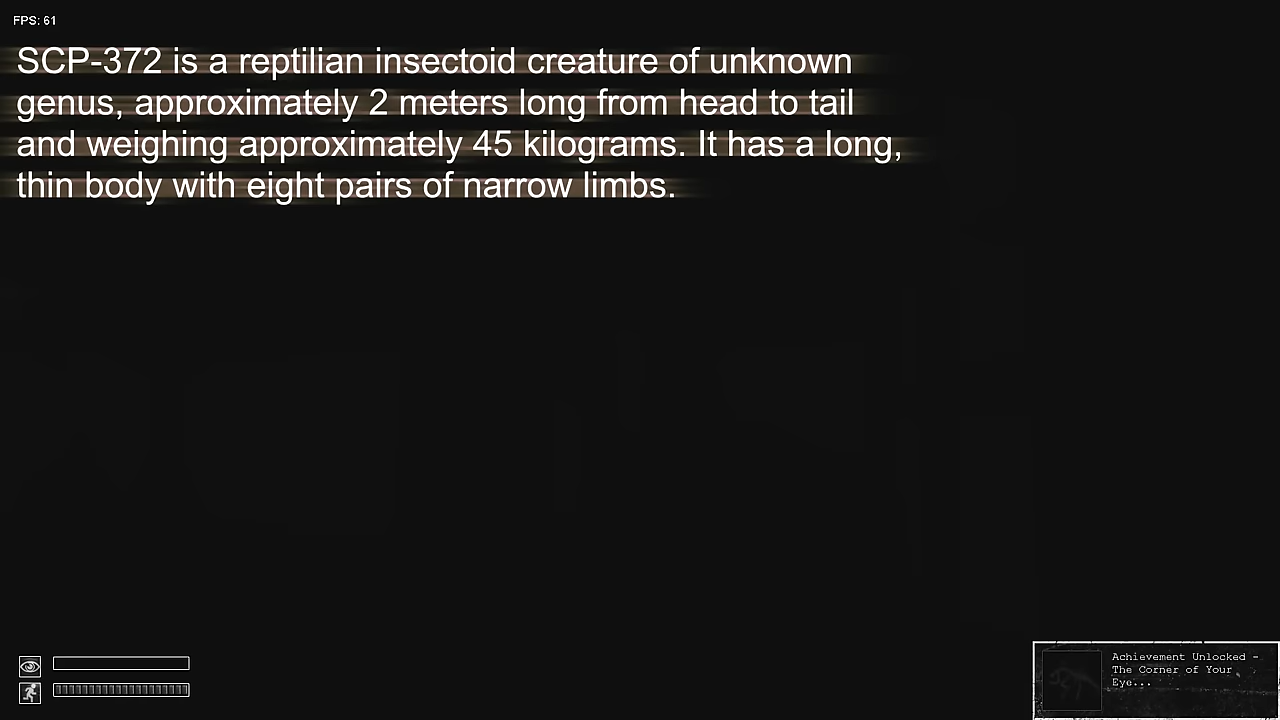 FPS: 61
SCP-372 is a reptilian insectoid creature of unknown
genus, approximately 2 meters long from head to tail
and weighing approximately 45 kilograms. It has a long,
thin body with eight pairs of narrow limbs.
Achievement Unlocked -
The Corner of Your
Eye...